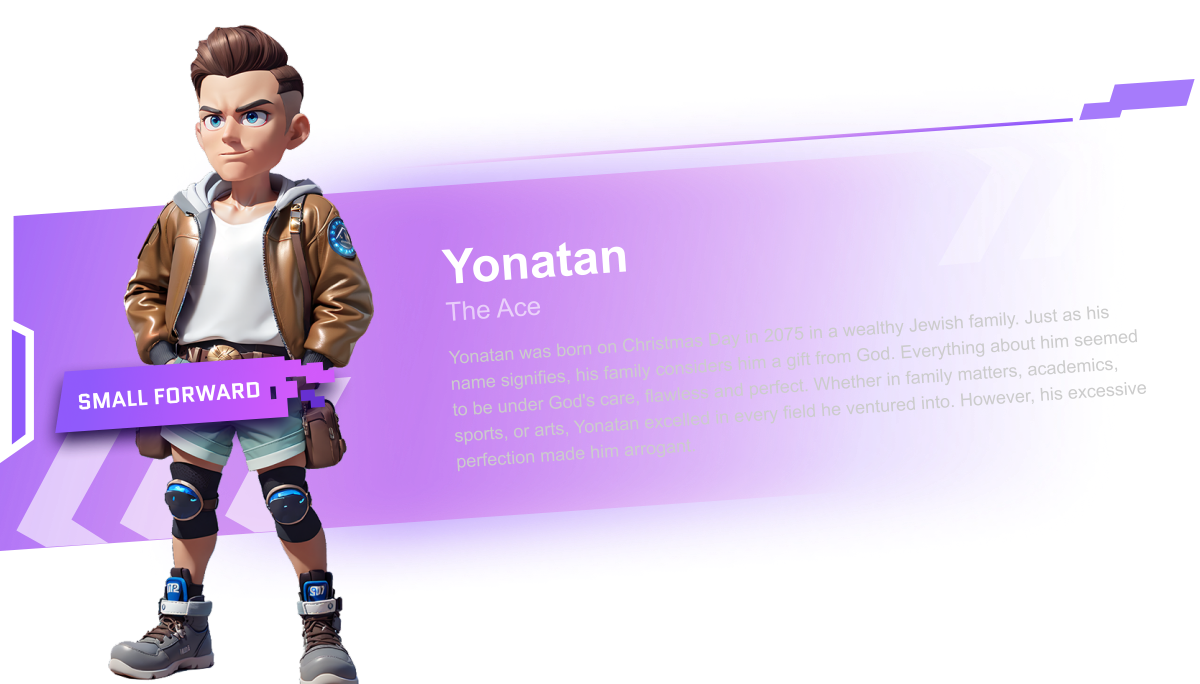 Yonatan
The Ace
Yonatan was born on Christmas Day in 2075 in a wealthy Jewish family. Just as his
name signifies, his family considers him a gift from God. Everything about him seemed
to be under God's care, flawless and perfect. Whether in family matters, academics,
sports, or arts, Yonatan excelled in every field he ventured into. However, his excessive
perfection made him arrogant.
SMALL FORWARD